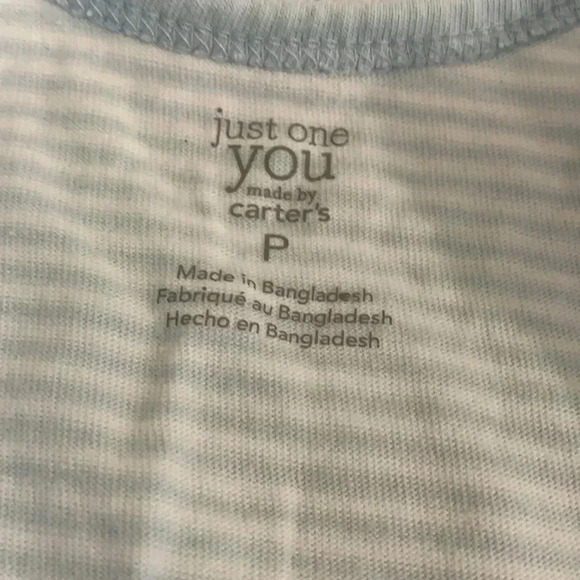 just one
you
made by
carter's
P
Made in Bangladesh
Fabriqué au Bangladesh
Hecho en Bangladesh